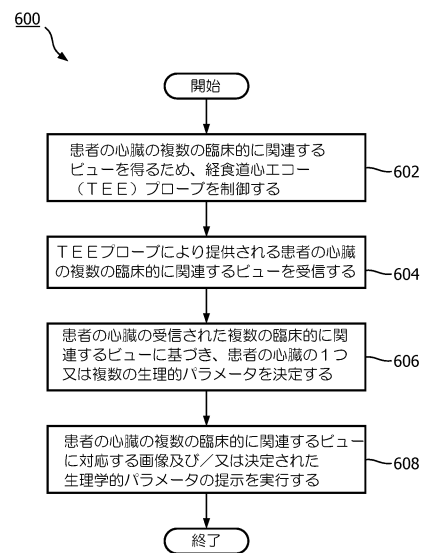 600
開始
患者の心臓の複数の臨床的に関連する
ビューを得るため、経食道心エコー
（ＴＥＥ）プローブを制御する
602
ＴＥＥプローブにより提供される患者の心臓
の複数の臨床的に関連するビューを受信する
604
患者の心臓の受信された複数の臨床的に関
連するビューに基づき、患者の心臓の１つ
又は複数の生理的パラメータを決定する
606
患者の心臓の複数の臨床的に関連するビュー
に対応する画像及び／又は決定された
生理学的パラメータの提示を実行する
608
終了